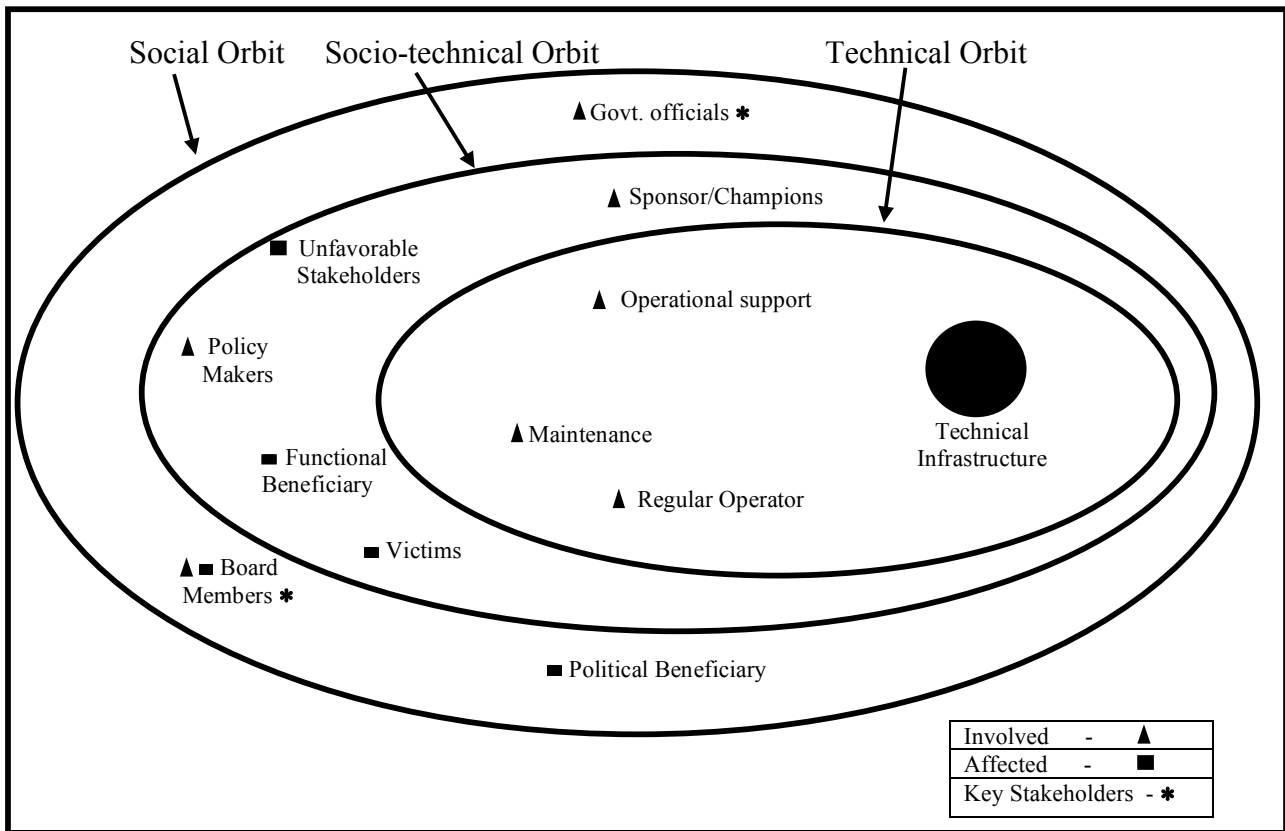 Social Orbit
Socio-technical Orbit
Technical Orbit
Govt. officials *
Sponsor/Champions
Unfavorable
Stakeholders
Operational support
Policy
Makers
Maintenance
Technical
Infrastructure
Functional
Beneficiary
Regular Operator
Victims
Board
Members *
Political Beneficiary
Involved -
Affected -
Key Stakeholders - *